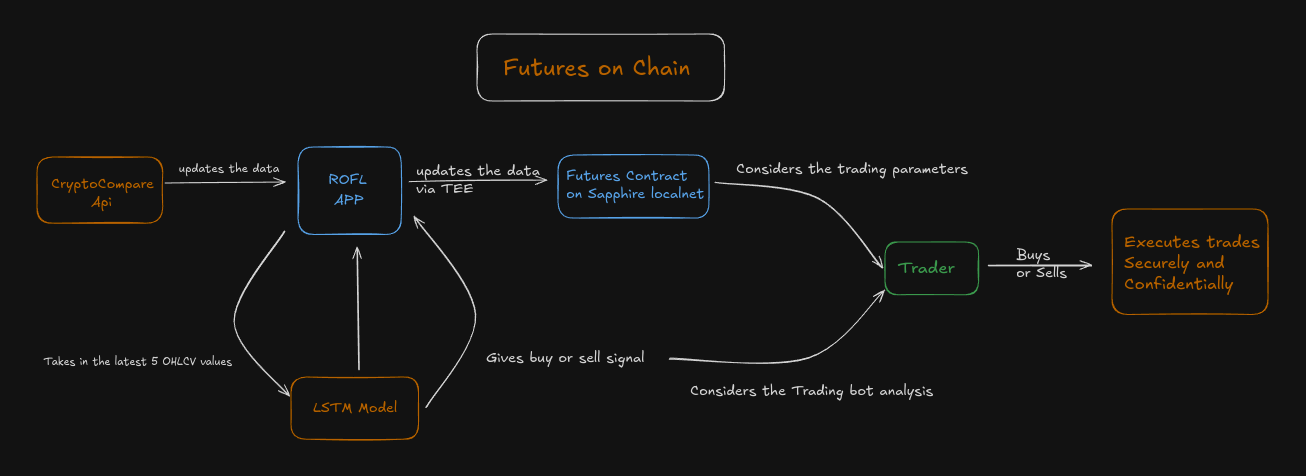 Futures on Chain
CryptoCompare
Api
updates the data
ROFL
APP
updates the data
via TEE
Futures Contract
on Sapphire localnet
Considers the trading parameters
Trader
Buys
or Sells
Executes trades
Securely and
Confidentially
Takes in the latest 5 OHLCV values
LSTM Model
Gives buy or sell signal
Considers the Trading bot analysis